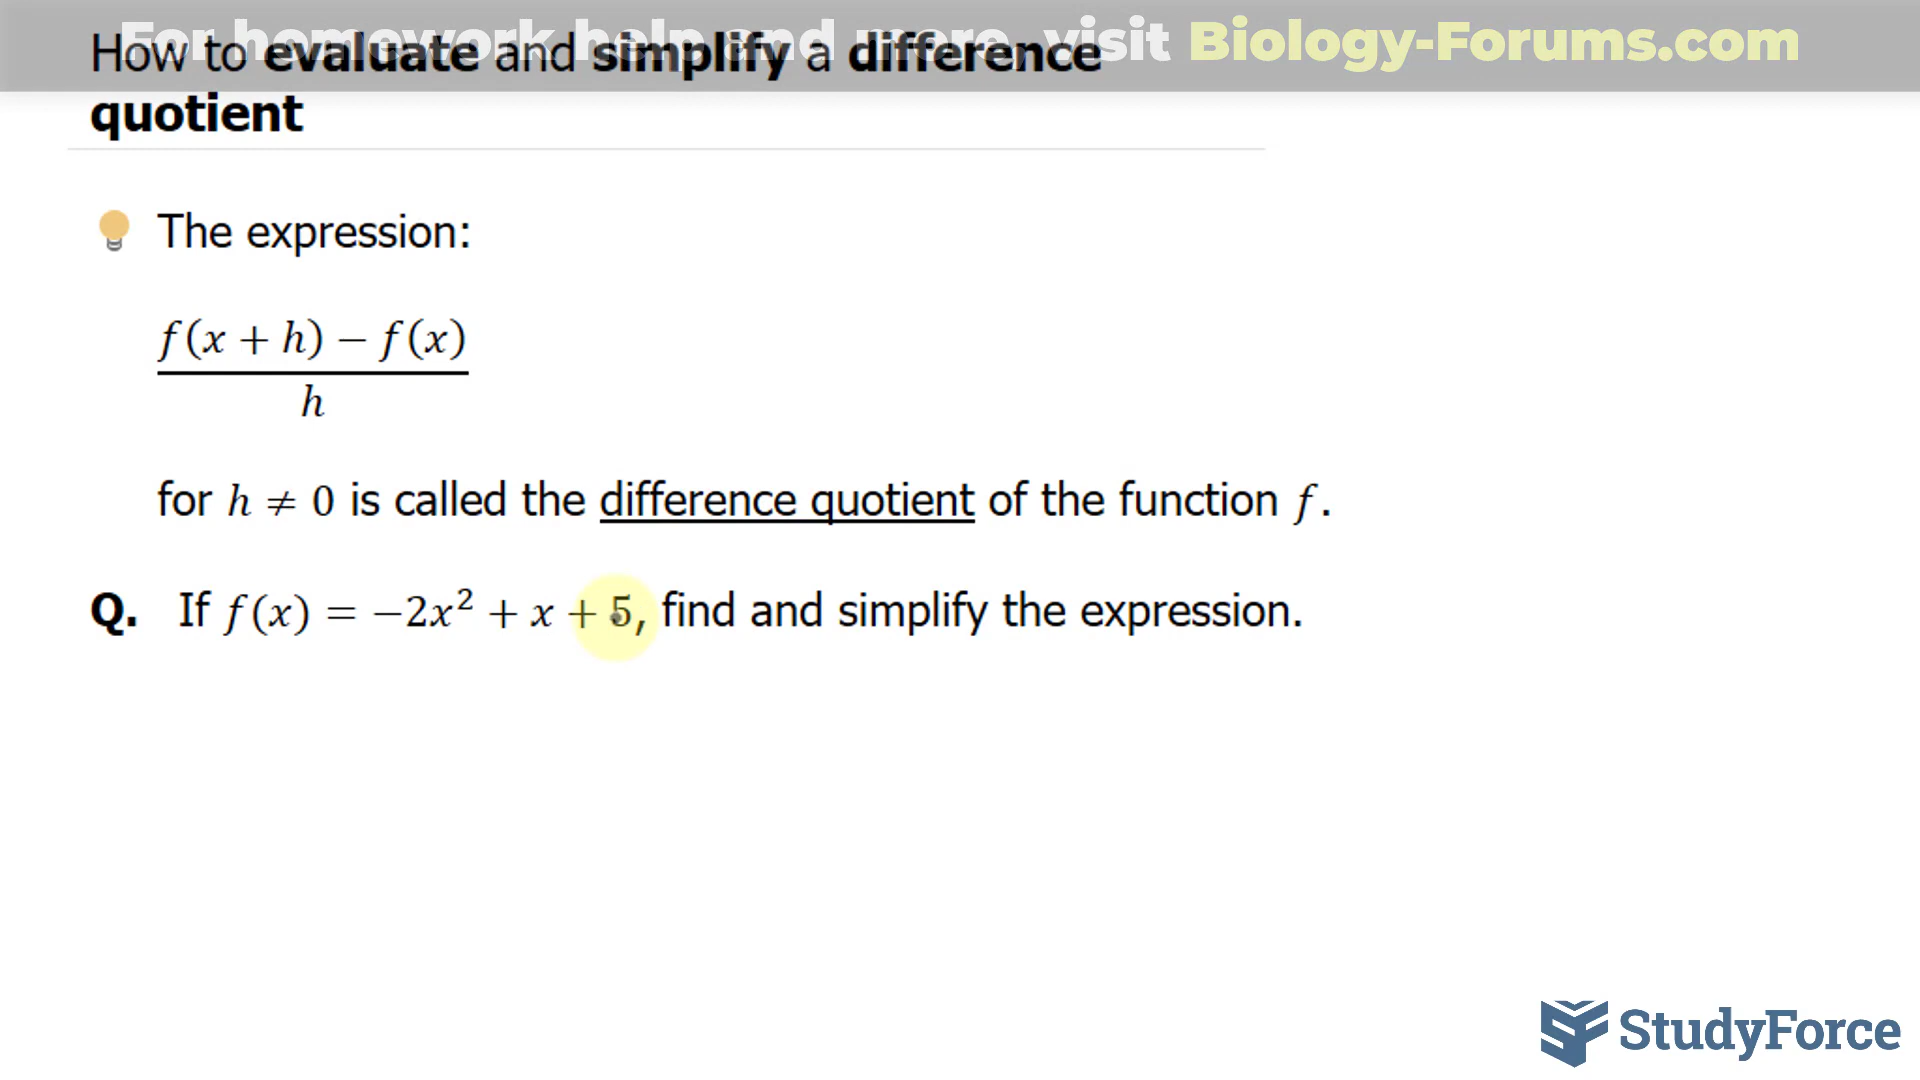 For homework help and more, visit Biology-Forums.com
How to evaluate and simplify a difference
quotient
The expression:
f(x + h) − f(x)
h
for h ≠ 0 is called the difference quotient of the function f.
Q. If f(x) = −2x² + x + 5, find and simplify the expression.
StudyForce